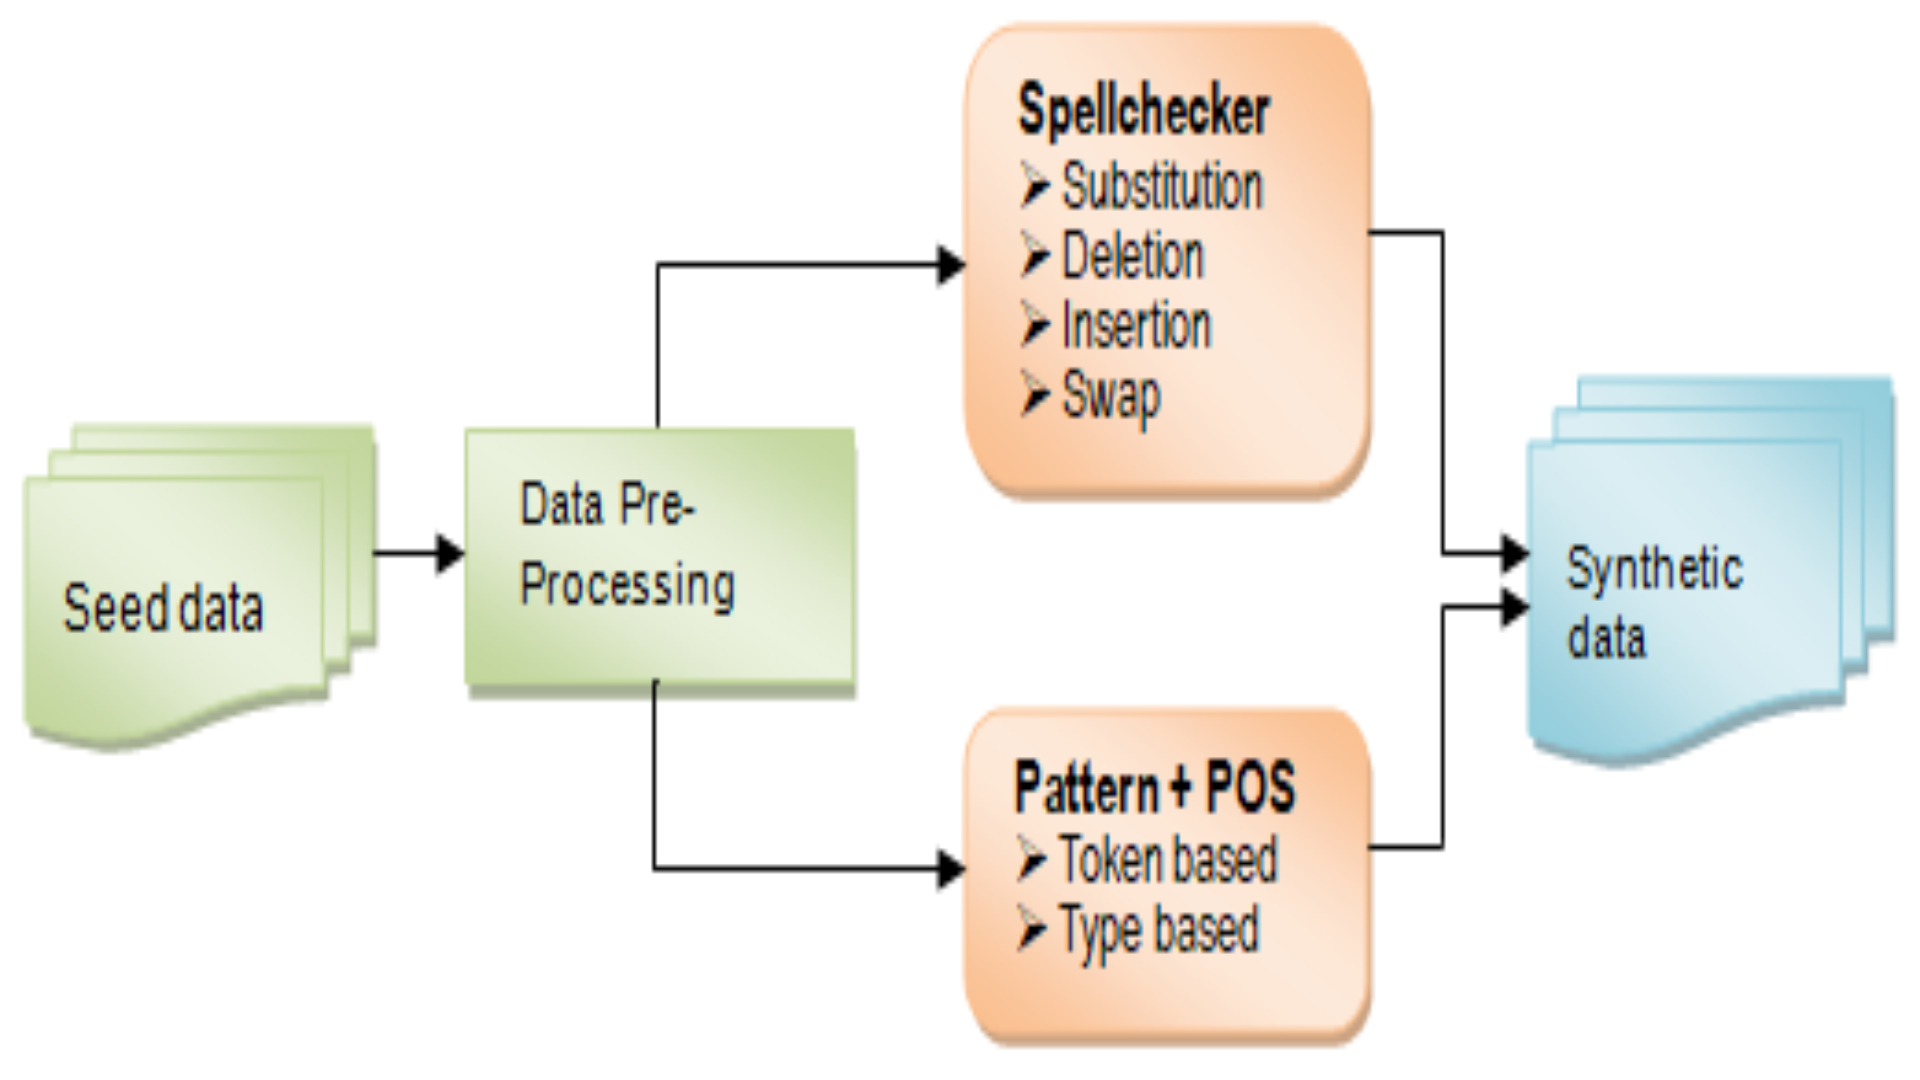 Seed data
Data Pre-
Processing
Spellchecker
Substitution
Deletion
Insertion
Swap
Pattern + POS
Token based
Type based
Synthetic
data